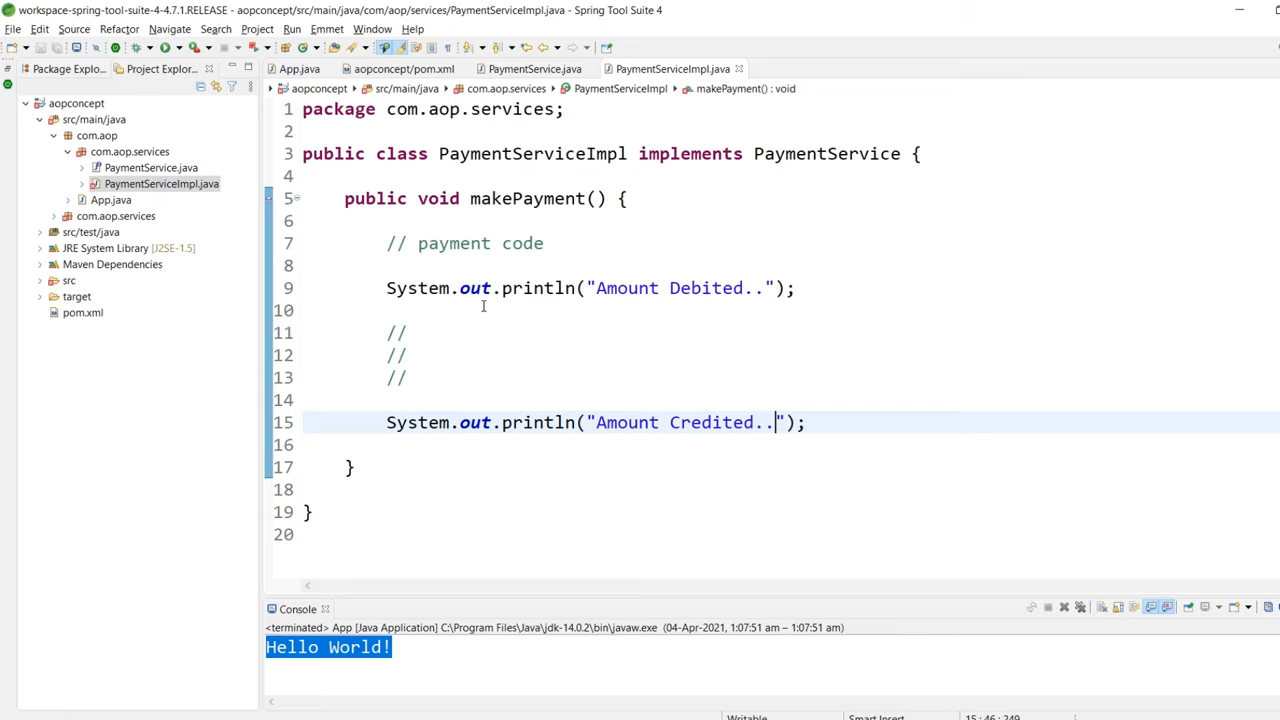 workspace-spring-tool-suite-4-4.7.1.RELEASE - aopconcept/src/main/java/com/aop/services/PaymentServiceImpl.java - Spring Tool Suite 4
File Edit Source Refactor Navigate Search Project Run Emmet Window Help
Package Explo... Project Explor...
App.java aopconcept/pom.xml PaymentService.java PaymentServiceImpl.java
aopconcept src/main/java com.aop.services PaymentServiceImpl makePayment() : void
aopconcept
src/main/java
com.aop
com.aop.services
PaymentService.java
PaymentServiceImpl.java
App.java
com.aop.services
src/test/java
JRE System Library [J2SE-1.5]
Maven Dependencies
src
target
pom.xml
1 package com.aop.services;
2
3 public class PaymentServiceImpl implements PaymentService {
4
5 public void makePayment() {
6
7 // payment code
8
9 System.out.println("Amount Debited..");
10
11 //
12 //
13 //
14
15 System.out.println("Amount Credited..");
16
17 }
18
19 }
20
Console
<terminated> App [Java Application] C:\Program Files\Java\jdk-14.0.2\bin\javaw.exe (04-Apr-2021, 1:07:51 am – 1:07:51 am)
Hello World!
Writable Smart Insert 15 : 46 : 249